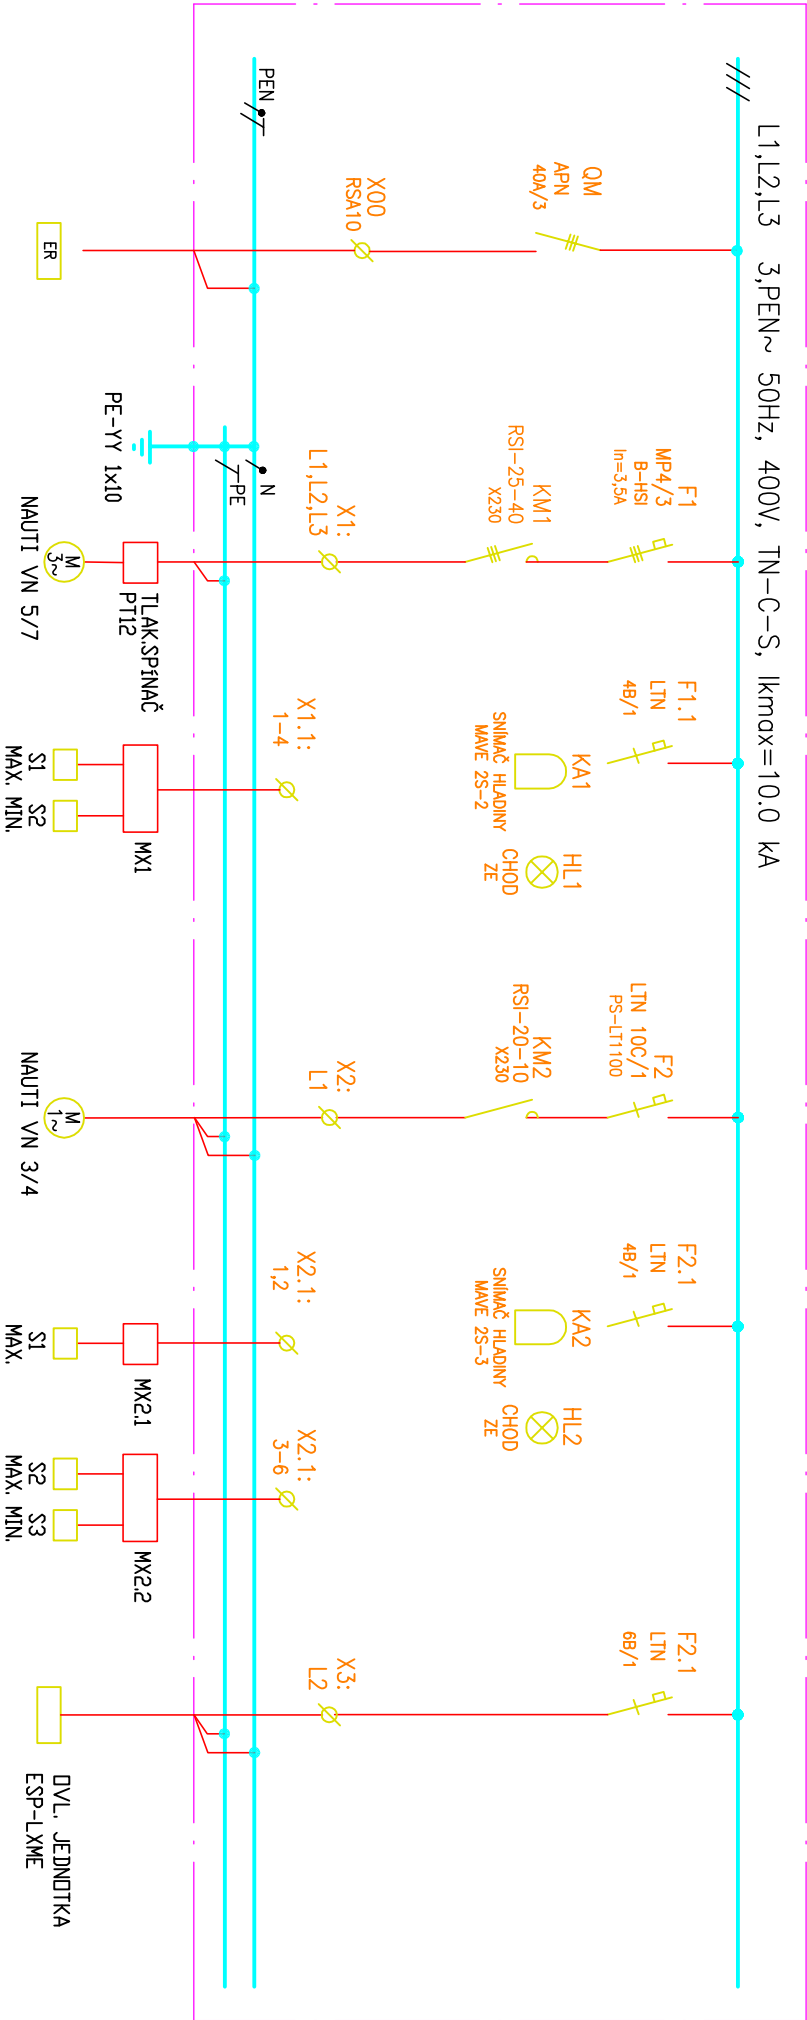 L1,L2,L3   3,PEN~ 50Hz, 400V, TN-C-S, Ikmax=10.0 kA
PEN
QM
APN
40A/3
X00
RSA10
ER
N
PE
PE-YY 1x10
F1
MP4/3
B-HSI
In=3,5A
KM1
RSI-25-40
X230
X1:
L1,L2,L3
TLAK.SPÍNAČ
PT12
M
3~
NAUTI VN 5/7
F1.1
LTN
4B/1
KA1
SNÍMAČ HLADINY
MAVE 2S-2
HL1
CHOD
ZE
X1.1:
1-4
MX1
S1 S2
MAX. MIN.
F2
LTN 10C/1
PS-LT1100
KM2
RSI-20-10
X230
X2:
L1
M
1~
NAUTI VN 3/4
F2.1
LTN
4B/1
KA2
SNÍMAČ HLADINY
MAVE 2S-3
HL2
CHOD
ZE
X2.1:
1,2
MX2.1
S1
MAX.
X2.1:
3-6
MX2.2
S2 S3
MAX. MIN.
F2.1
LTN
6B/1
X3:
L2
OVL. JEDNOTKA
ESP-LXME